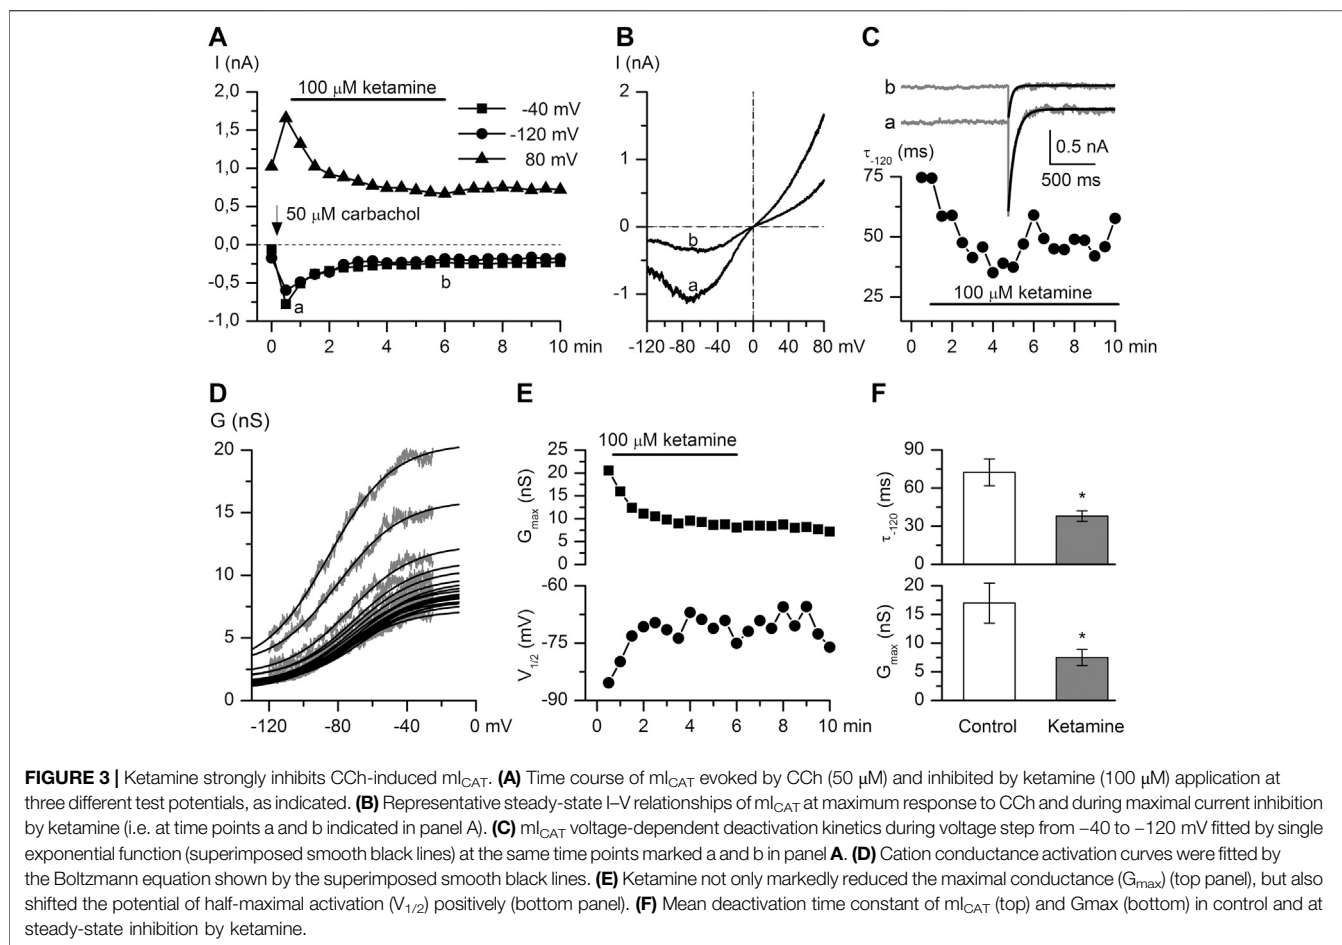 A
I (nA)
2,0
1,5
1,0
0,5
0,0
-0,5
-1,0
100 μM ketamine
-40 mV
-120 mV
80 mV
50 μM carbachol
a
b
0 2 4 6 8 10 min
B
I (nA)
2
1
0
-1
b
a
-120 -80 -40 0 40 80 mV
C
b
a
0.5 nA
500 ms
τ-120 (ms)
75
50
25
100 μM ketamine
0 2 4 6 8 10 min
D
G (nS)
20
15
10
5
0
-120 -80 -40 0 mV
E
100 μM ketamine
Gmax (nS)
25
20
15
10
5
0
V1/2 (mV)
-60
-75
-90
0 2 4 6 8 10 min
F
τ-120 (ms)
90
60
30
0
*
Gmax (nS)
20
15
10
5
0
*
Control Ketamine
FIGURE 3 | Ketamine strongly inhibits CCh-induced mICAT. (A) Time course of mICAT evoked by CCh (50 μM) and inhibited by ketamine (100 μM) application at
three different test potentials, as indicated. (B) Representative steady-state I–V relationships of mICAT at maximum response to CCh and during maximal current inhibition
by ketamine (i.e. at time points a and b indicated in panel A). (C) mICAT voltage-dependent deactivation kinetics during voltage step from −40 to −120 mV fitted by single
exponential function (superimposed smooth black lines) at the same time points marked a and b in panel A. (D) Cation conductance activation curves were fitted by
the Boltzmann equation shown by the superimposed smooth black lines. (E) Ketamine not only markedly reduced the maximal conductance (Gmax) (top panel), but also
shifted the potential of half-maximal activation (V1/2) positively (bottom panel). (F) Mean deactivation time constant of mICAT (top) and Gmax (bottom) in control and at
steady-state inhibition by ketamine.